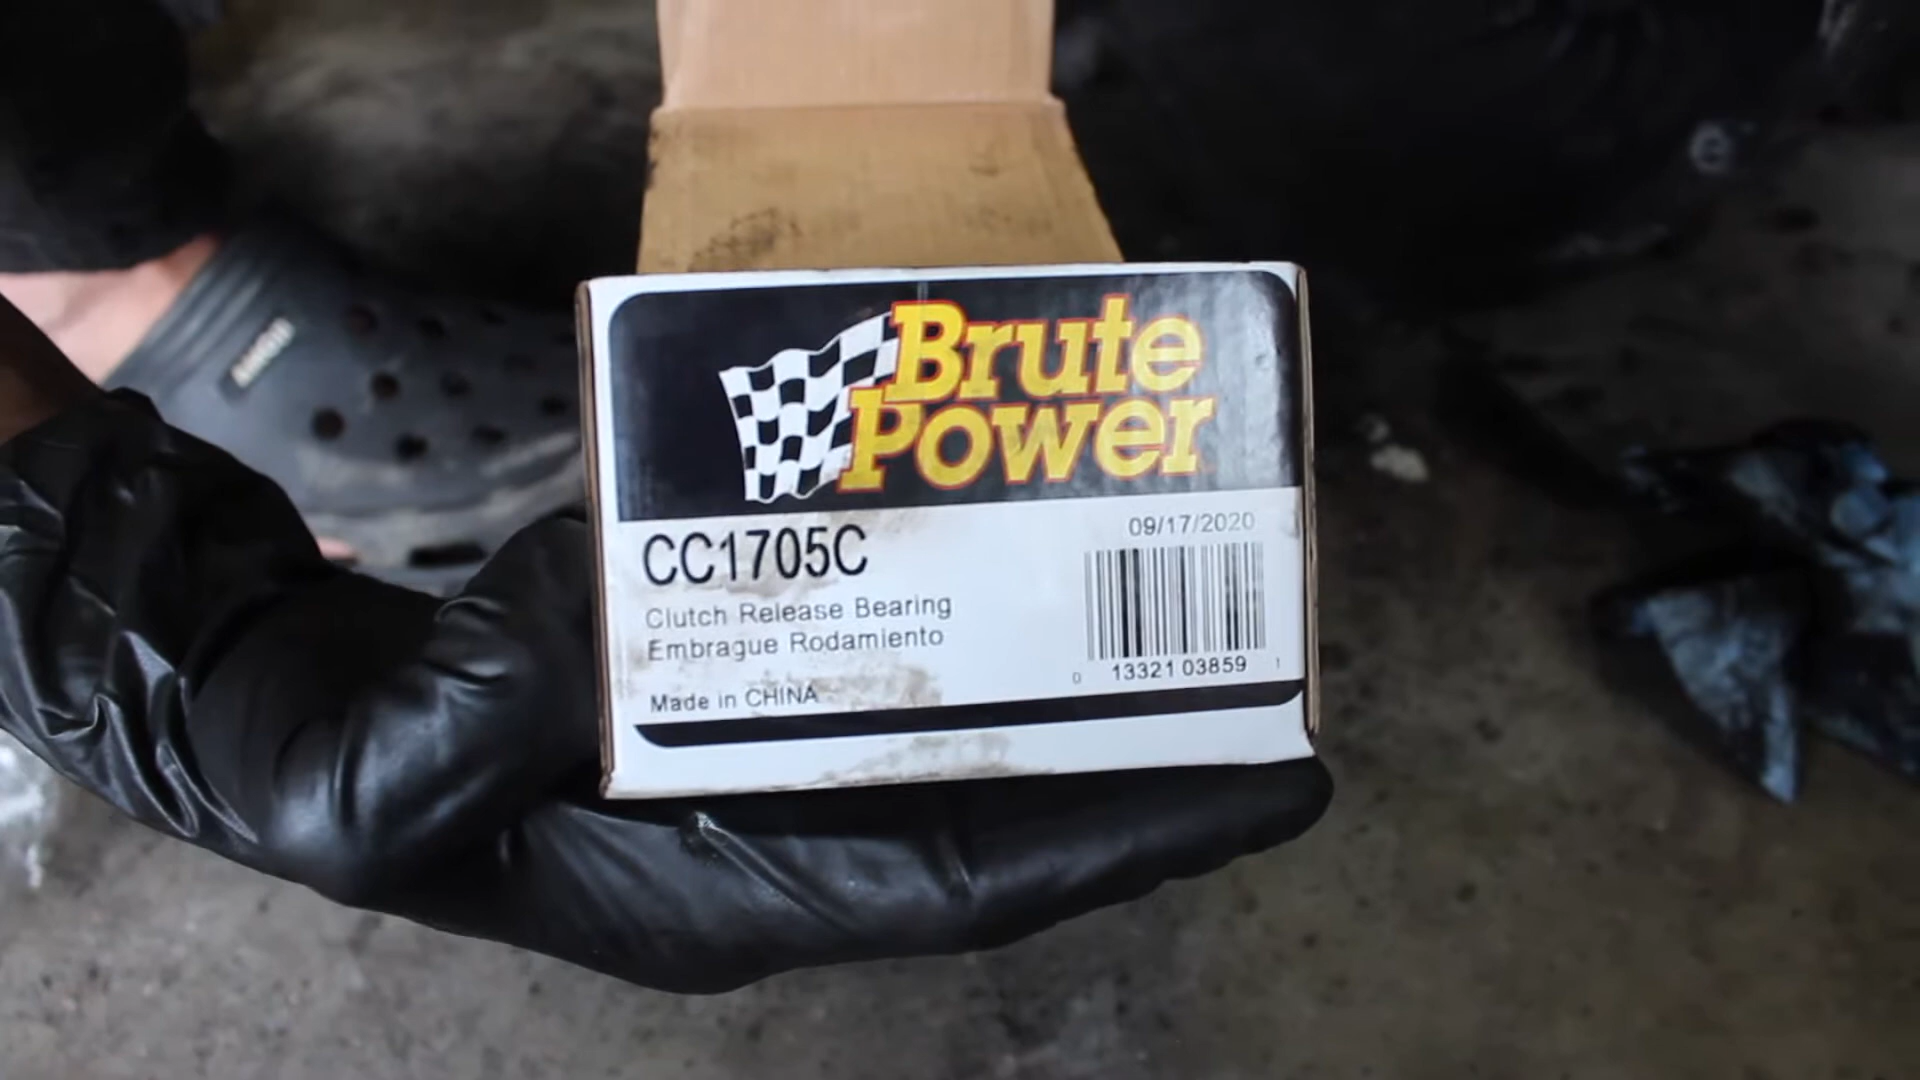 Brute
Power
CC1705C
09/17/2020
Clutch Release Bearing
Embrague Rodamiento
Made in CHINA
0 13321 03859 1